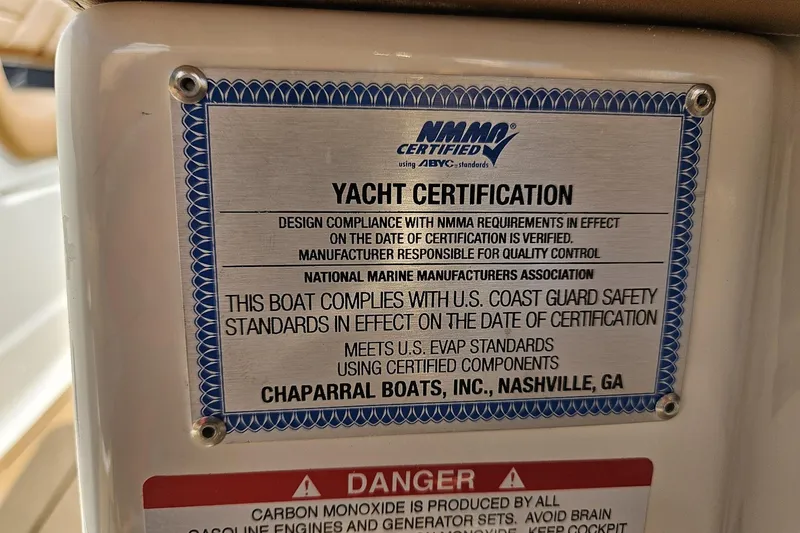 NMMA®
CERTIFIED
using ABYC® standards
YACHT CERTIFICATION
DESIGN COMPLIANCE WITH NMMA REQUIREMENTS IN EFFECT
ON THE DATE OF CERTIFICATION IS VERIFIED.
MANUFACTURER RESPONSIBLE FOR QUALITY CONTROL
NATIONAL MARINE MANUFACTURERS ASSOCIATION
THIS BOAT COMPLIES WITH U.S. COAST GUARD SAFETY
STANDARDS IN EFFECT ON THE DATE OF CERTIFICATION
MEETS U.S. EVAP STANDARDS
USING CERTIFIED COMPONENTS
CHAPARRAL BOATS, INC., NASHVILLE, GA
DANGER
CARBON MONOXIDE IS PRODUCED BY ALL
GASOLINE ENGINES AND GENERATOR SETS. AVOID BRAIN
MONOXIDE. KEEP COCKPIT